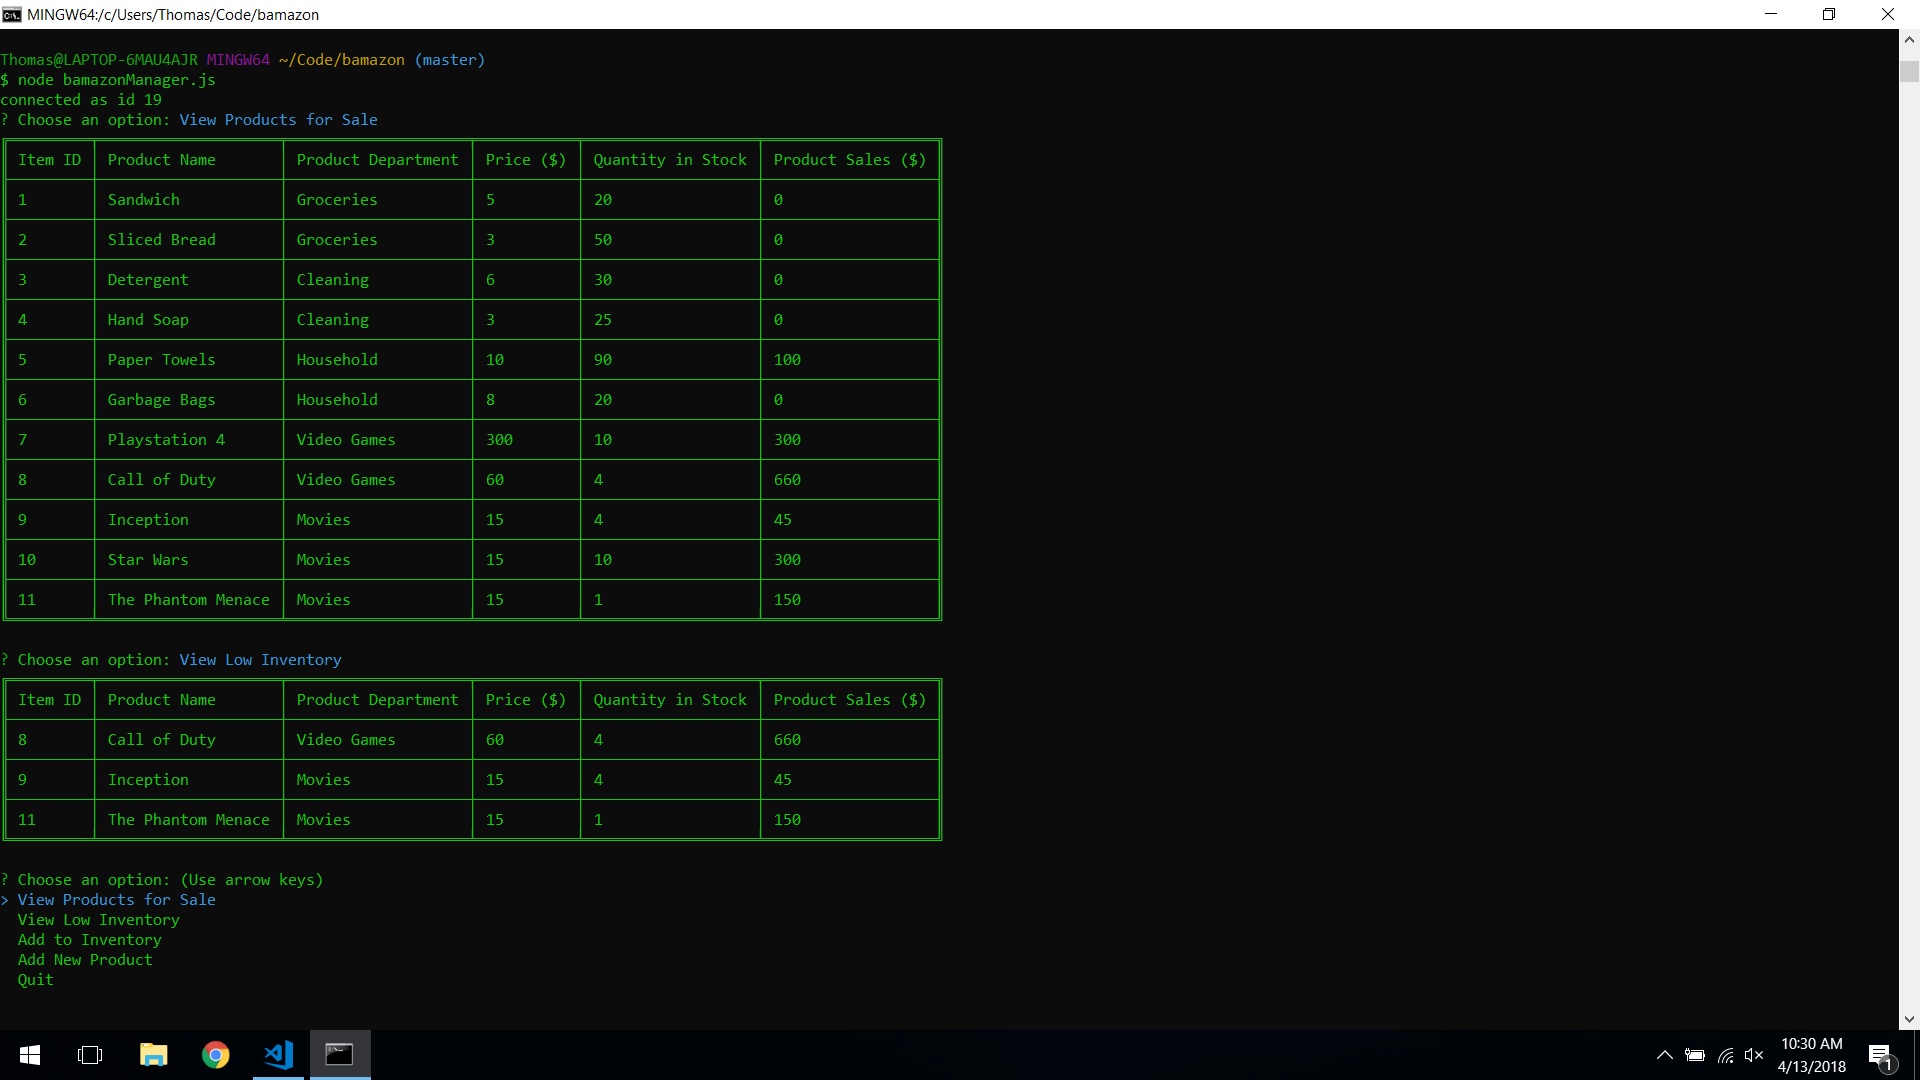 MINGW64:/c/Users/Thomas/Code/bamazon
Thomas@LAPTOP-6MAU4AJR MINGW64 ~/Code/bamazon (master)
$ node bamazonManager.js
connected as id 19
? Choose an option: View Products for Sale
Item ID Product Name Product Department Price ($) Quantity in Stock Product Sales ($)
1 Sandwich Groceries 5 20 0
2 Sliced Bread Groceries 3 50 0
3 Detergent Cleaning 6 30 0
4 Hand Soap Cleaning 3 25 0
5 Paper Towels Household 10 90 100
6 Garbage Bags Household 8 20 0
7 Playstation 4 Video Games 300 10 300
8 Call of Duty Video Games 60 4 660
9 Inception Movies 15 4 45
10 Star Wars Movies 15 10 300
11 The Phantom Menace Movies 15 1 150
? Choose an option: View Low Inventory
Item ID Product Name Product Department Price ($) Quantity in Stock Product Sales ($)
8 Call of Duty Video Games 60 4 660
9 Inception Movies 15 4 45
11 The Phantom Menace Movies 15 1 150
? Choose an option: (Use arrow keys)
> View Products for Sale
View Low Inventory
Add to Inventory
Add New Product
Quit
10:30 AM
4/13/2018
1